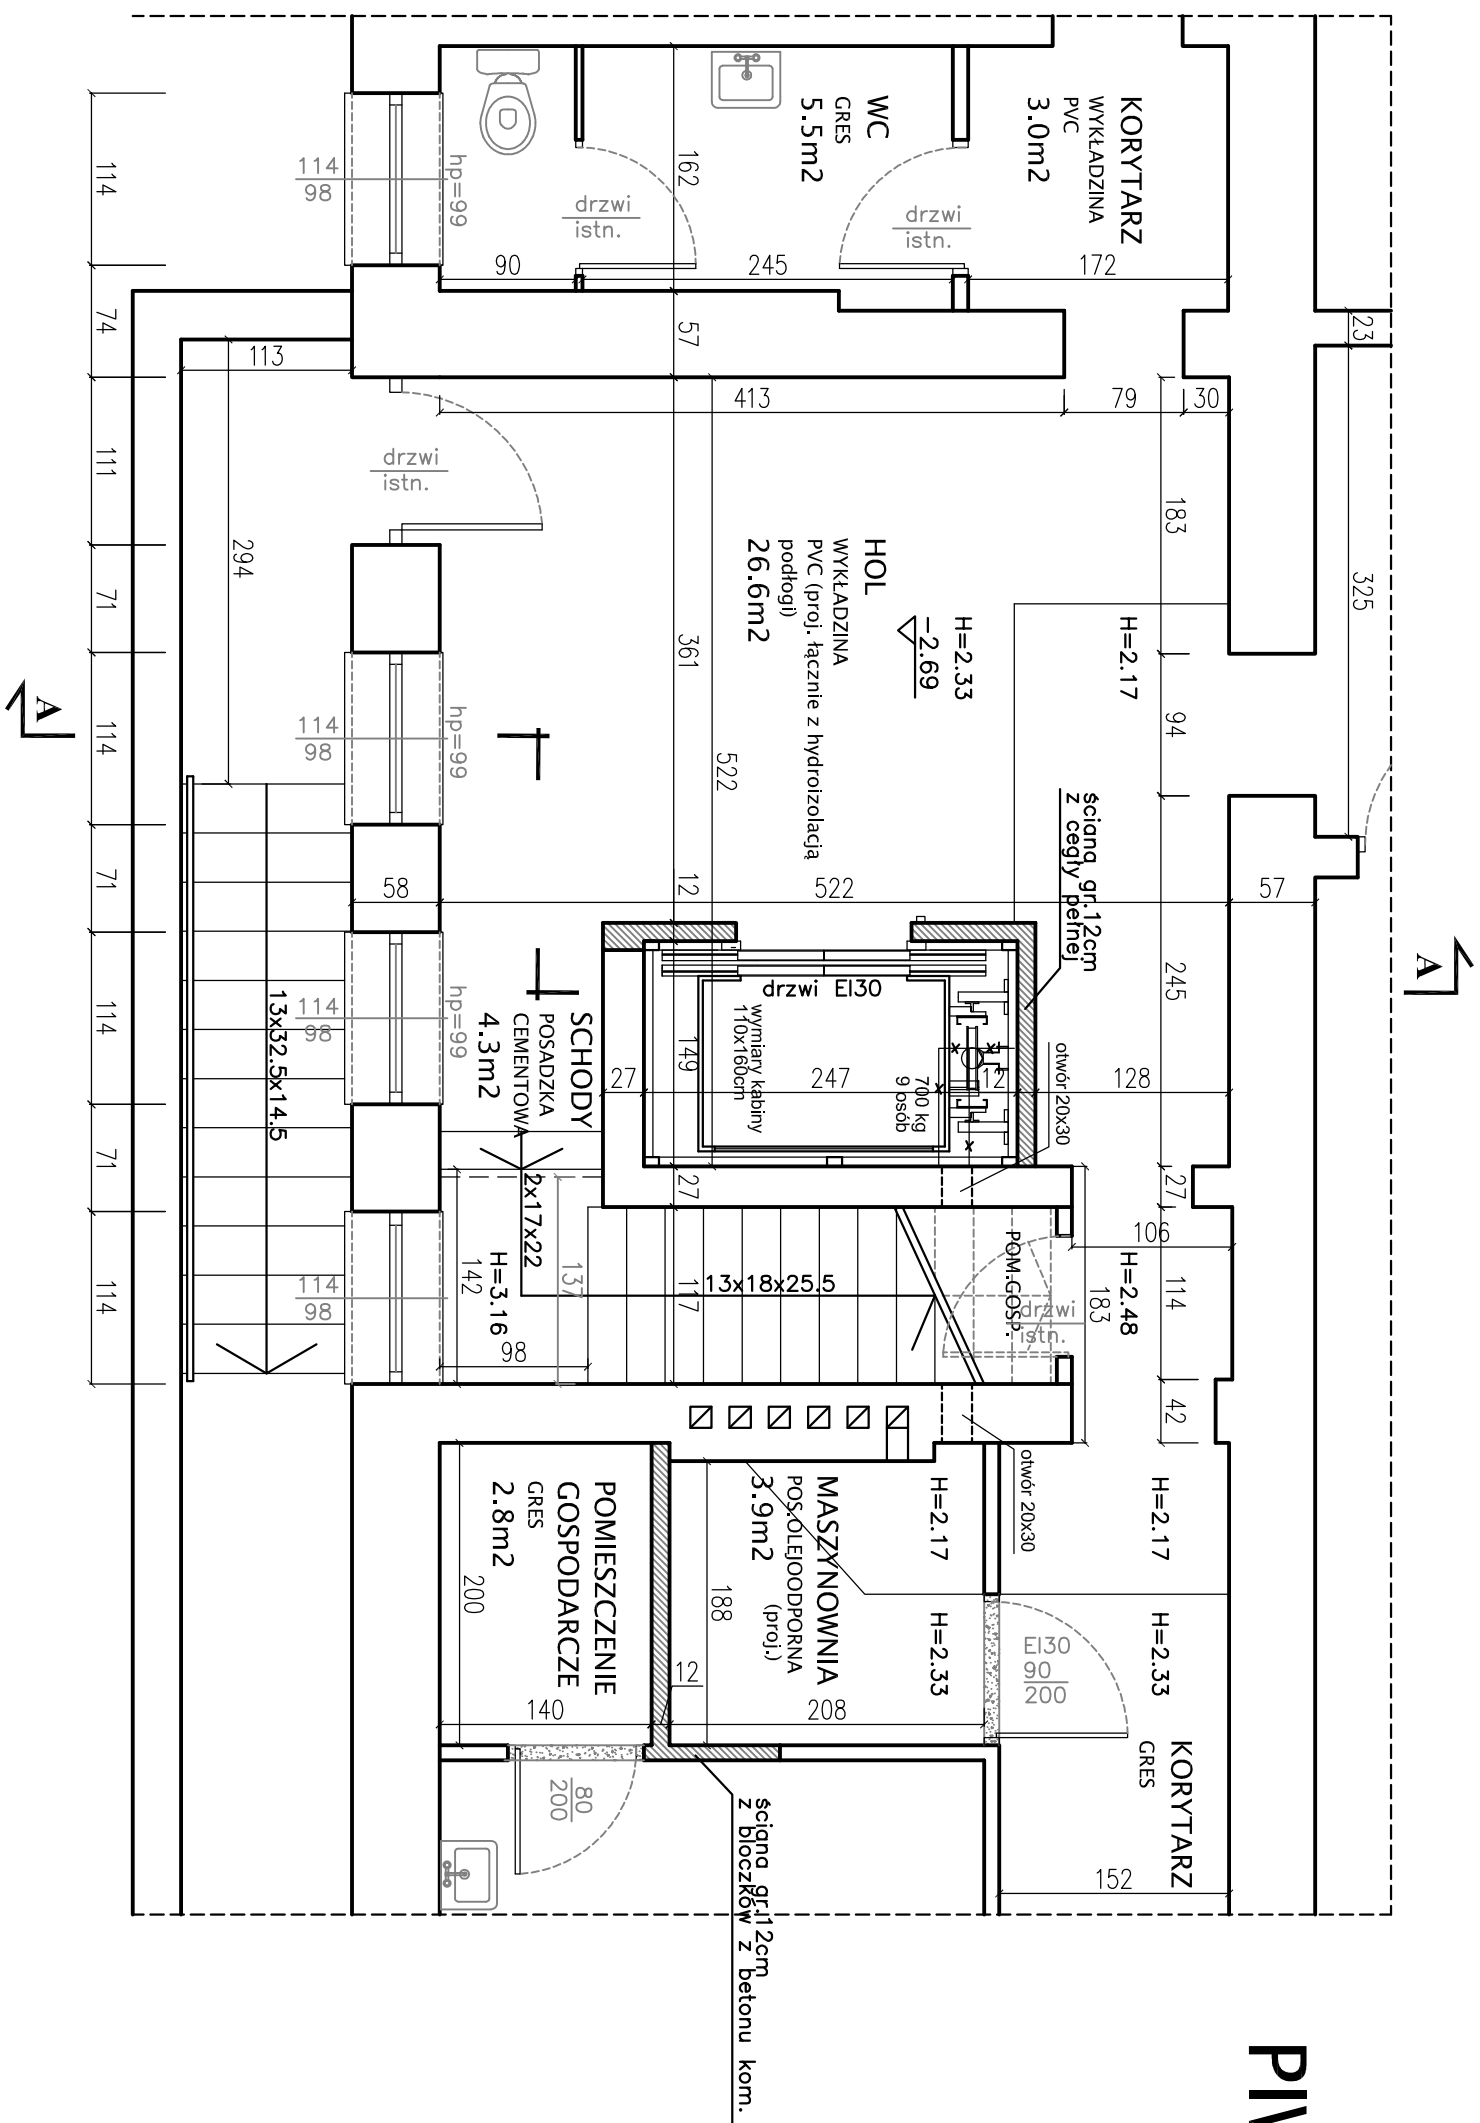 KORYTARZ
WYKŁADZINA
PVC
3.0m2
WC
GRES
5.5m2
drzwi
istn.
drzwi
istn.
162
90
245
172
57
23
325
hp=99
114
98
114
74
111
71
114
71
114
71
114
113
294
413
79
30
drzwi
istn.
183
94
245
27
114
42
HOL
WYKŁADZINA
PVC (proj. łącznie z hydroizolacją
podłogi)
26.6m2
H=2.33
-2.69
H=2.17
361
522
12
58
522
57
A
A
hp=99
114
98
hp=99
114
98
114
98
ściana gr.12cm
z cegły pełnej
drzwi EI30
wymiary kabiny
110x160cm
700 kg
9 osób
149
27
247
12
128
otwór 20x30
SCHODY
POSADZKA
CEMENTOWA
4.3m2
13x32.5x14.5
2x17x22
H=3.16
142
137
98
27
117
13x18x25.5
POM.GOSP.
drzwi
istn.
106
H=2.48
183
otwór 20x30
POMIESZCZENIE
GOSPODARCZE
GRES
2.8m2
200
140
MASZYNOWNIA
POS.OLEJOODPORNA
(proj.)
3.9m2
188
12
208
H=2.17
H=2.33
H=2.17
H=2.33
EI30
90
200
KORYTARZ
GRES
152
80
200
ściana gr.12cm
z bloczków z betonu kom.
PIW